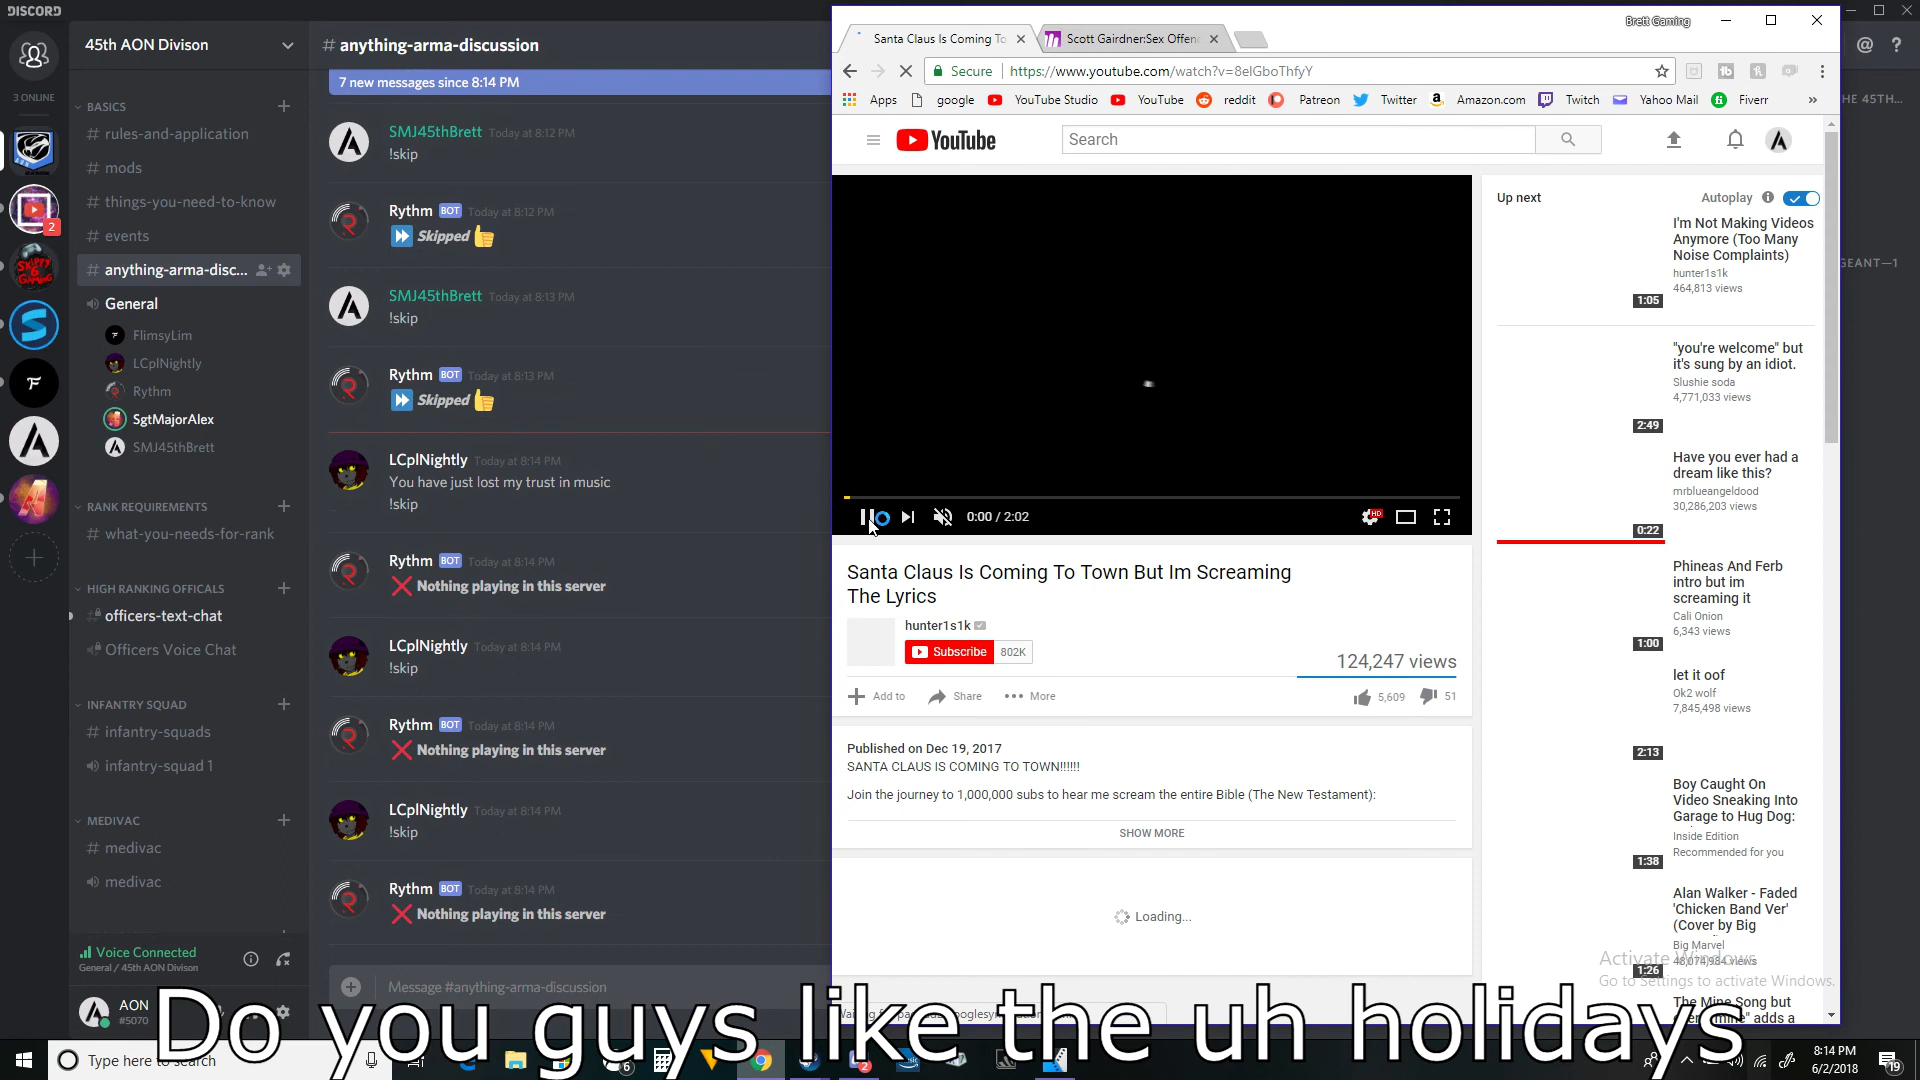 DISCORD
3 ONLINE
2
45th AON Divison
BASICS
# rules-and-application
# mods
# things-you-need-to-know
# events
# anything-arma-disc...
General
FlimsyLim
LCplNightly
Rythm
SgtMajorAlex
SMJ45thBrett
RANK REQUIREMENTS
# what-you-needs-for-rank
HIGH RANKING OFFICALS
officers-text-chat
Officers Voice Chat
INFANTRY SQUAD
# infantry-squads
infantry-squad 1
MEDIVAC
# medivac
medivac
Voice Connected
General / 45th AON Divison
AON
#5070
# anything-arma-discussion
7 new messages since 8:14 PM
SMJ45thBrett Today at 8:12 PM
!skip
Rythm BOT Today at 8:12 PM
Skipped
SMJ45thBrett Today at 8:13 PM
!skip
Rythm BOT Today at 8:13 PM
Skipped
LCplNightly Today at 8:14 PM
You have just lost my trust in music
!skip
Rythm BOT Today at 8:14 PM
Nothing playing in this server
LCplNightly Today at 8:14 PM
!skip
Rythm BOT Today at 8:14 PM
Nothing playing in this server
LCplNightly Today at 8:14 PM
!skip
Rythm BOT Today at 8:14 PM
Nothing playing in this server
Message #anything-arma-discussion
Brett Gaming
Santa Claus Is Coming To
Scott Gairdner:Sex Offen
Secure https://www.youtube.com/watch?v=8elGboThfyY
Apps google YouTube Studio YouTube reddit Patreon Twitter Amazon.com Twitch Yahoo Mail Fiverr »
YouTube
Search
0:00 / 2:02
HD
Santa Claus Is Coming To Town But Im Screaming
The Lyrics
hunter1s1k
Subscribe 802K
124,247 views
Add to Share More
5,609 51
Published on Dec 19, 2017
SANTA CLAUS IS COMING TO TOWN!!!!!!
Join the journey to 1,000,000 subs to hear me scream the entire Bible (The New Testament):
SHOW MORE
Loading...
Up next
Autoplay
I'm Not Making Videos
Anymore (Too Many
Noise Complaints)
hunter1s1k
464,813 views
1:05
"you're welcome" but
it's sung by an idiot.
Slushie soda
4,771,033 views
2:49
Have you ever had a
dream like this?
mrblueangeldood
30,286,203 views
0:22
Phineas And Ferb
intro but im
screaming it
Cali Onion
6,343 views
1:00
let it oof
Ok2 wolf
7,845,498 views
2:13
Boy Caught On
Video Sneaking Into
Garage to Hug Dog:
Inside Edition
Recommended for you
1:38
Alan Walker - Faded
'Chicken Band Ver'
(Cover by Big
Big Marvel
48,074,984 views
1:26
The Mine Song but
adds a
HE 45TH...
GEANT—1
Activate Windows
Go to Settings to activate Windows.
Do you guys like the uh holidays
Type here to search
6
2
8:14 PM
6/2/2018
19